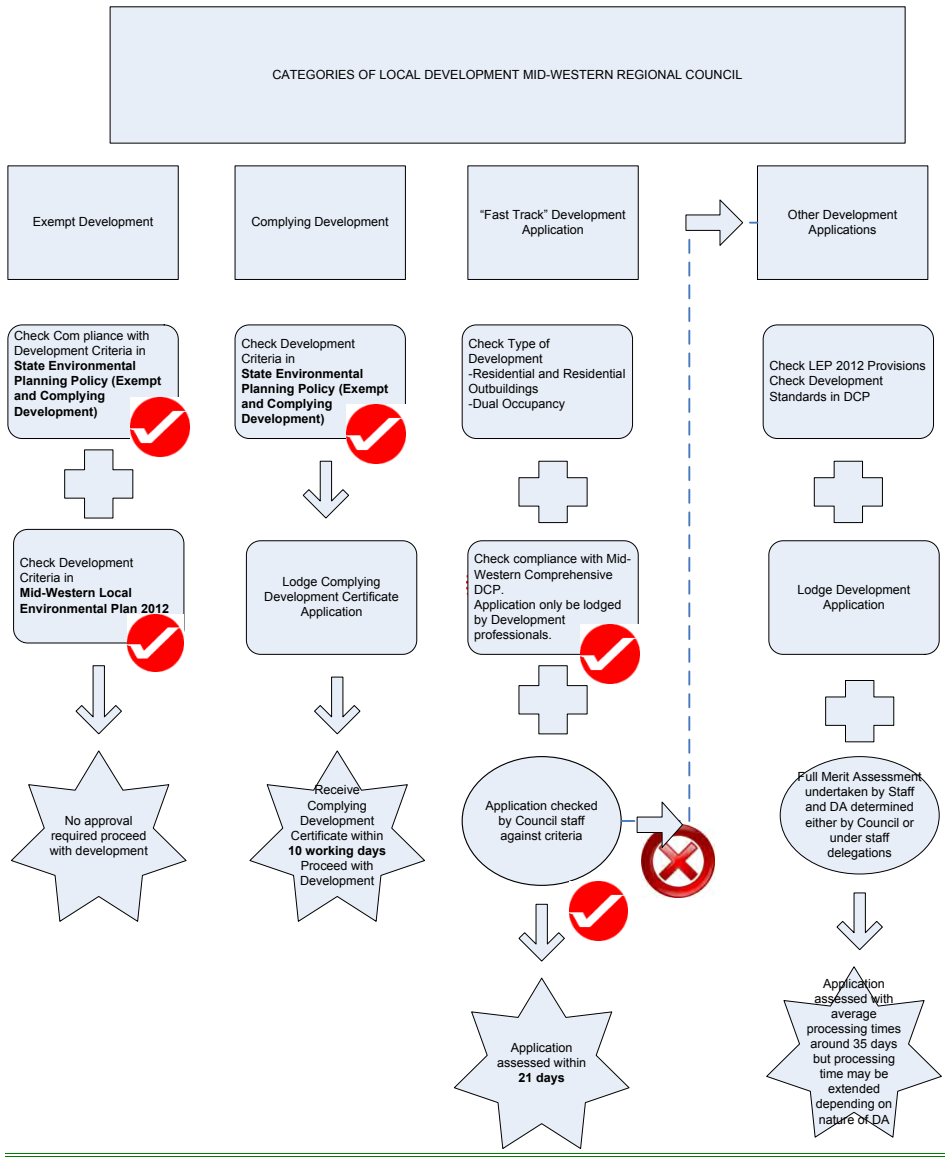 CATEGORIES OF LOCAL DEVELOPMENT MID-WESTERN REGIONAL COUNCIL
Exempt Development
Check Com pliance with
Development Criteria in
State Environmental
Planning Policy (Exempt
and Complying
Development)
Check Development
Criteria in
Mid-Western Local
Environmental Plan 2012
No approval
required proceed
with development
Complying Development
Check Development
Criteria in
State Environmental
Planning Policy (Exempt
and Complying
Development)
Lodge Complying
Development Certificate
Application
Receive
Complying
Development
Certificate within
10 working days
Proceed with
Development
“Fast Track” Development
Application
Check Type of
Development
-Residential and Residential
Outbuildings
-Dual Occupancy
Check compliance with Mid-
Western Comprehensive
DCP.
Application only be lodged
by Development
professionals.
Application checked
by Council staff
against criteria
Application
assessed within
21 days
Other Development
Applications
Check LEP 2012 Provisions
Check Development
Standards in DCP
Lodge Development
Application
Full Merit Assessment
undertaken by Staff
and DA determined
either by Council or
under staff
delegations
Application
assessed with
average
processing times
around 35 days
but processing
time may be
extended
depending on
nature of DA